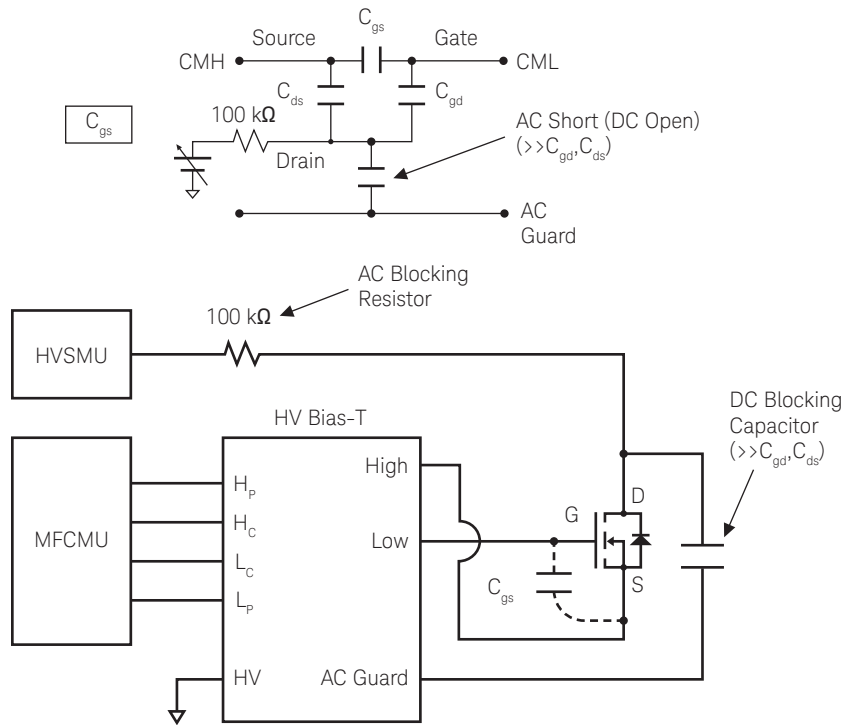 C_gs
Source
Gate
CMH
CML
C_ds
C_gd
C_gs
100 kΩ
Drain
AC Short (DC Open)
(>>C_gd,C_ds)
AC
Guard
AC Blocking
Resistor
100 kΩ
HVSMU
HV Bias-T
DC Blocking
Capacitor
(>>C_gd,C_ds)
MFCMU
H_P
H_C
L_C
L_P
HV
High
Low
AC Guard
G
D
S
C_gs